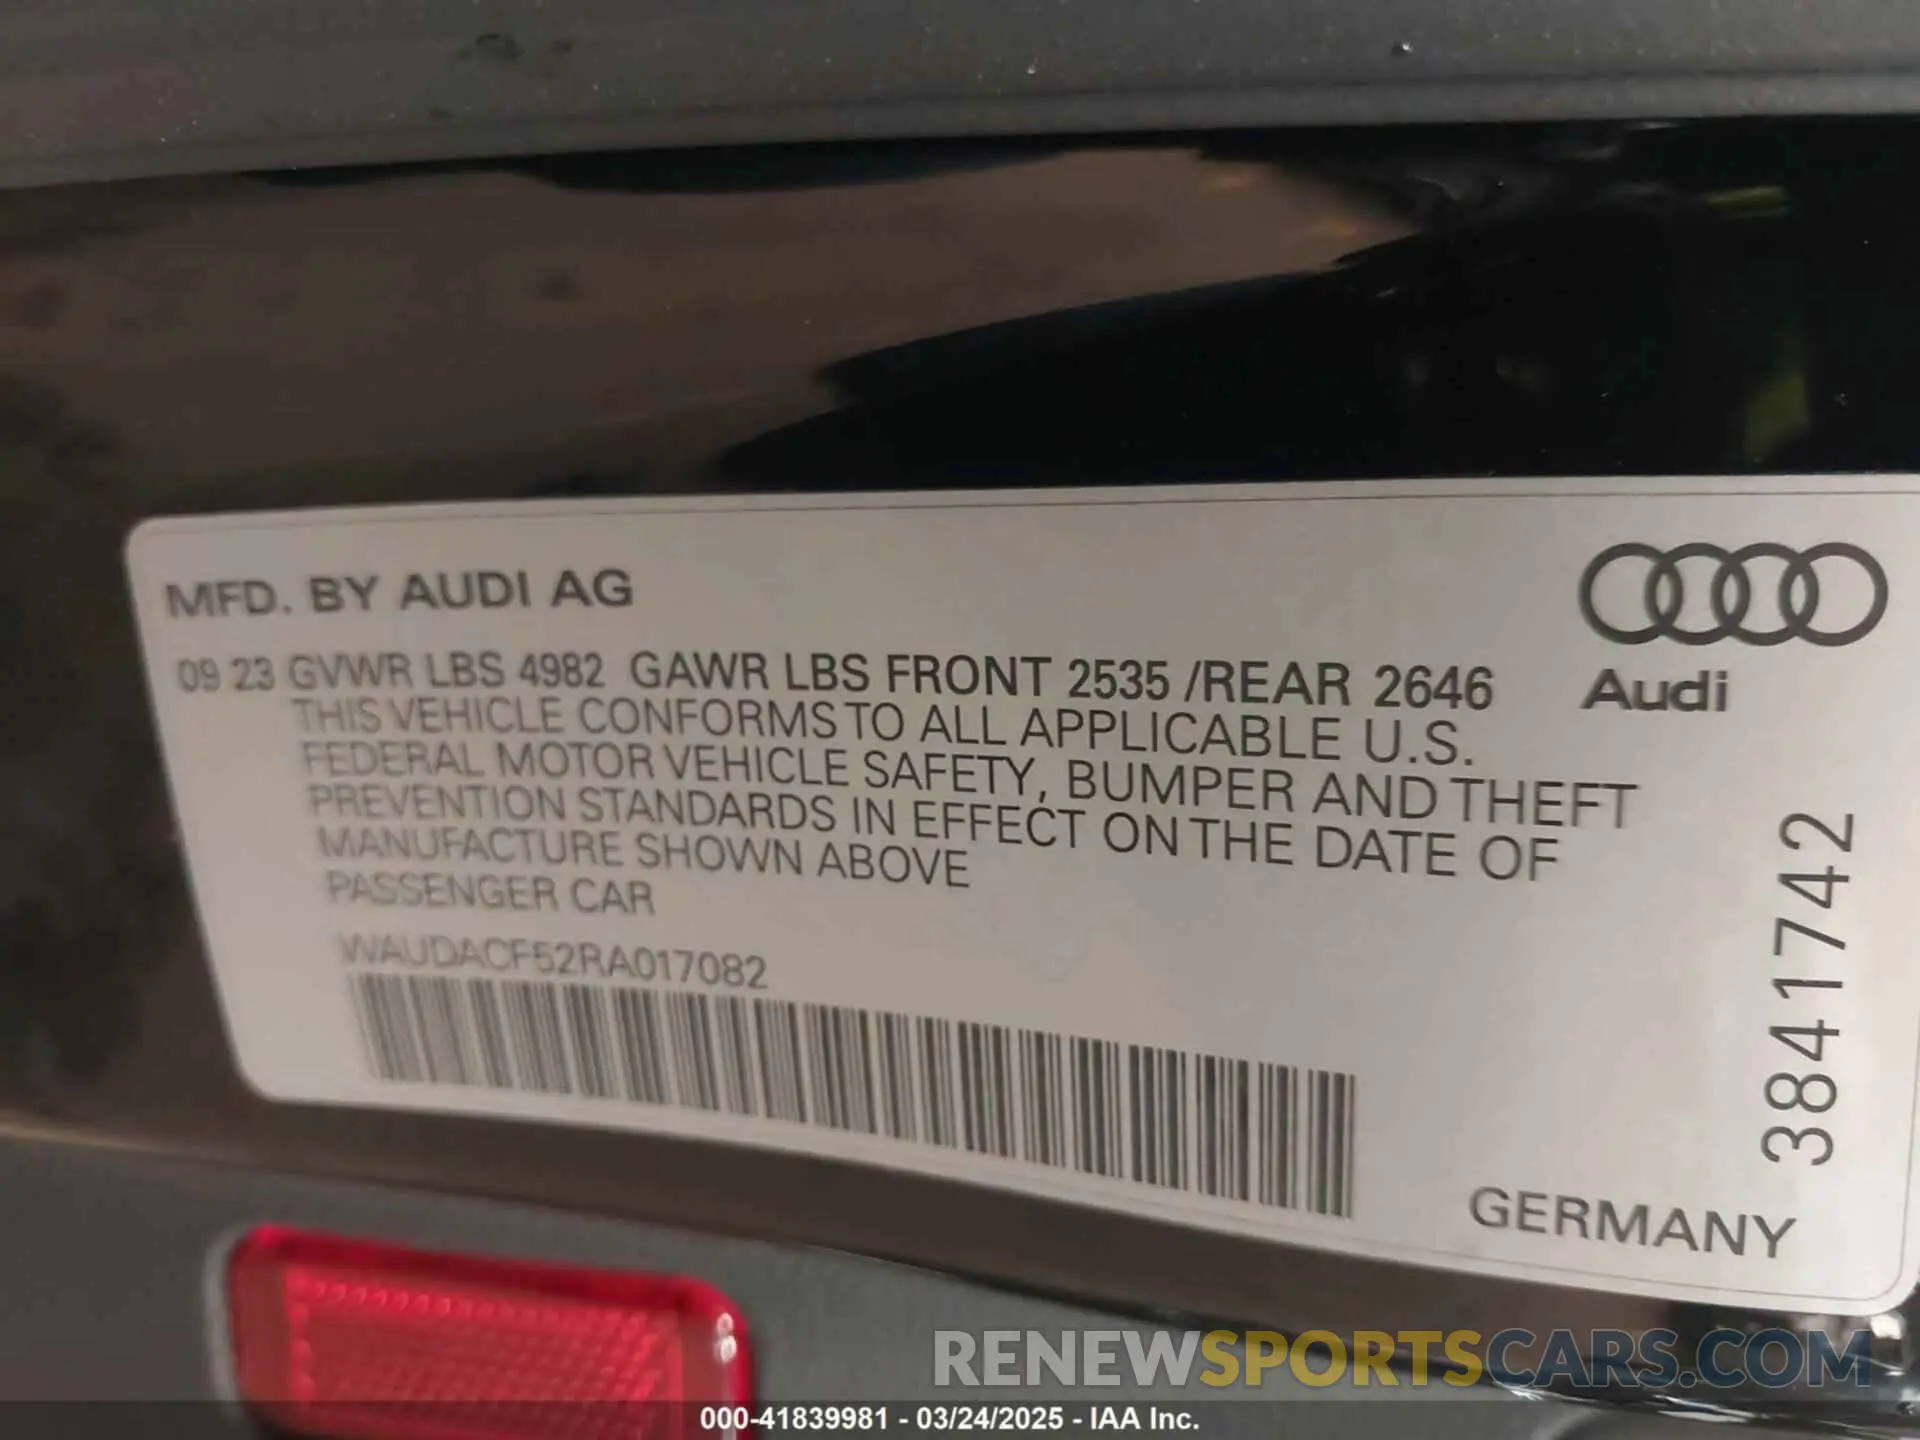 MFD. BY AUDI AG
09 23 GVWR LBS 4982 GAWR LBS FRONT 2535 /REAR 2646
THIS VEHICLE CONFORMS TO ALL APPLICABLE U.S.
FEDERAL MOTOR VEHICLE SAFETY, BUMPER AND THEFT
PREVENTION STANDARDS IN EFFECT ON THE DATE OF
MANUFACTURE SHOWN ABOVE
PASSENGER CAR
WAUDACF52RA017082
Audi
3841742
GERMANY
RENEWSPORTSCARS.COM
000-41839981 - 03/24/2025 - IAA Inc.